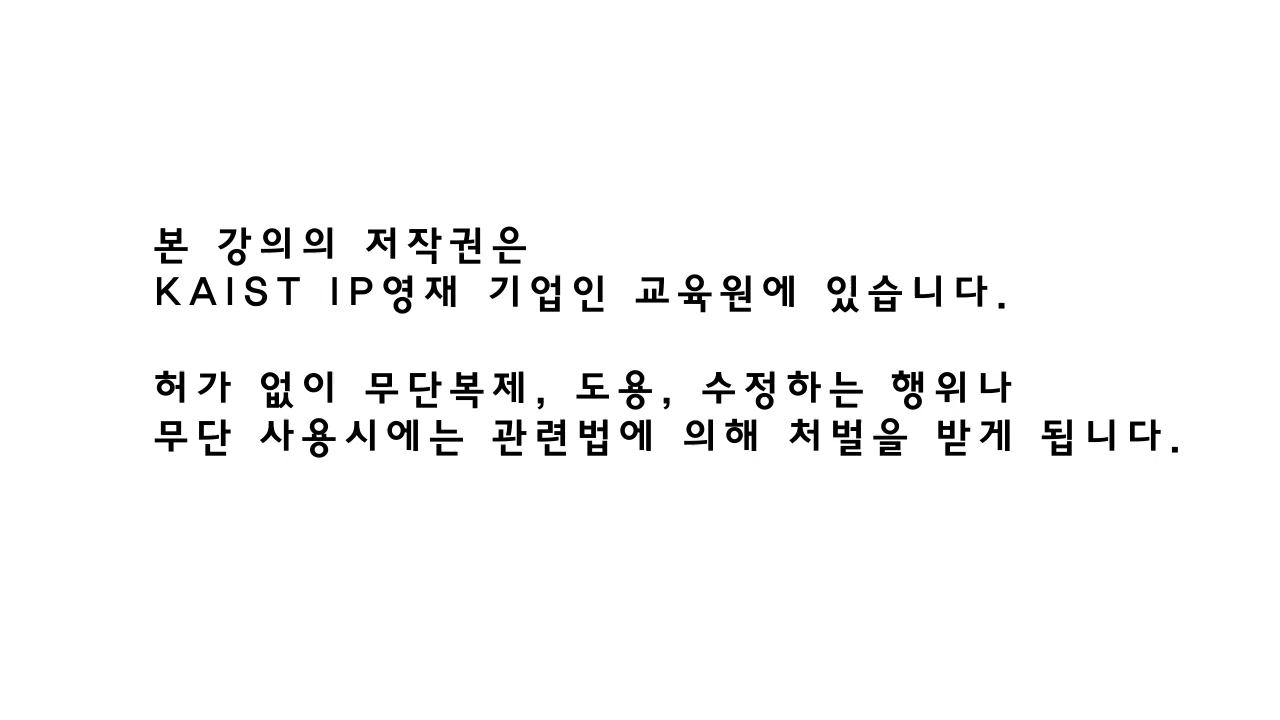 본 강의의 저작권은
KAIST IP영재 기업인 교육원에 있습니다.
허가 없이 무단복제, 도용, 수정하는 행위나
무단 사용시에는 관련법에 의해 처벌을 받게 됩니다.